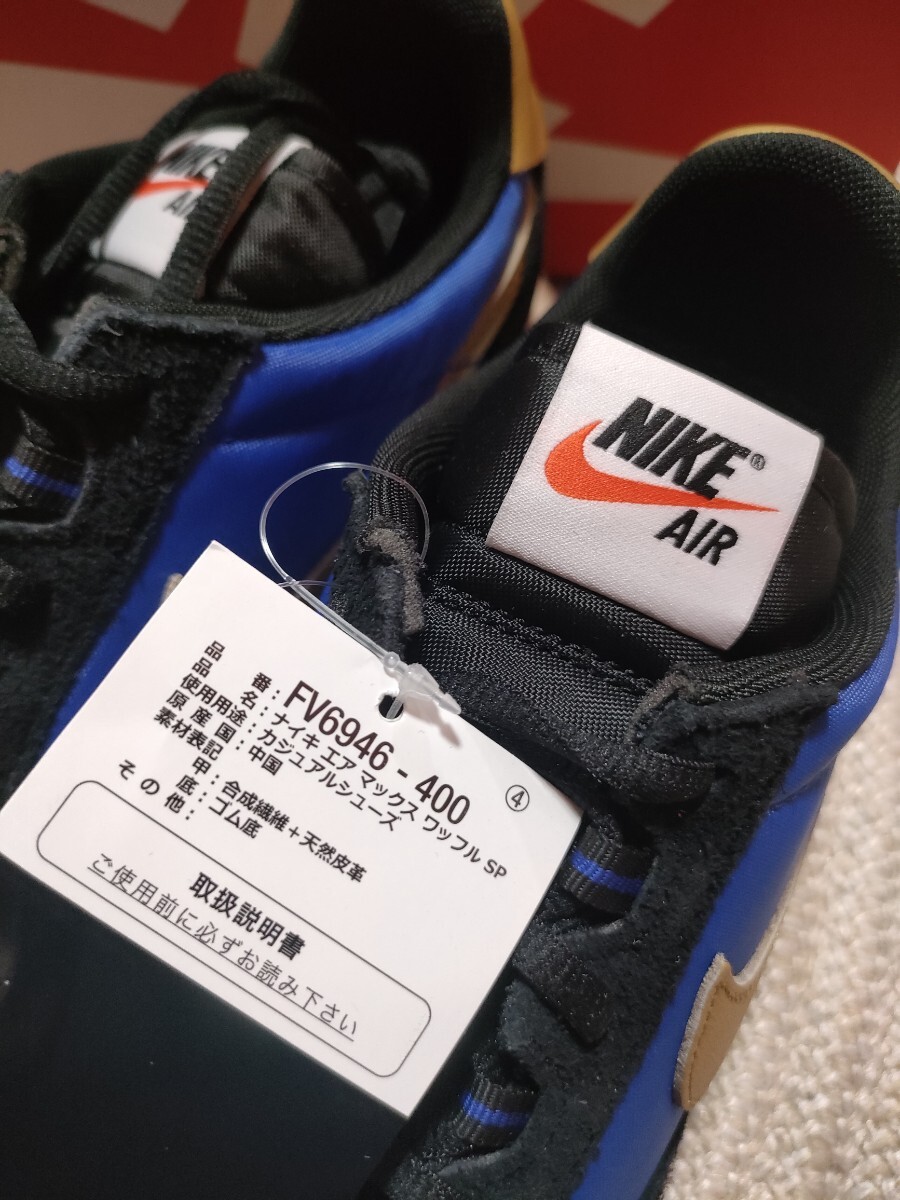 NIKE
AIR
NIKE®
AIR
④
品番：FV6946 - 400
品名：ナイキ エア マックス ワッフル SP
使用用途：カジュアルシューズ
原産国：中国
素材表記
甲：合成繊維＋天然皮革
底：ゴム底
その他：
取扱説明書
ご使用前に必ずお読み下さい